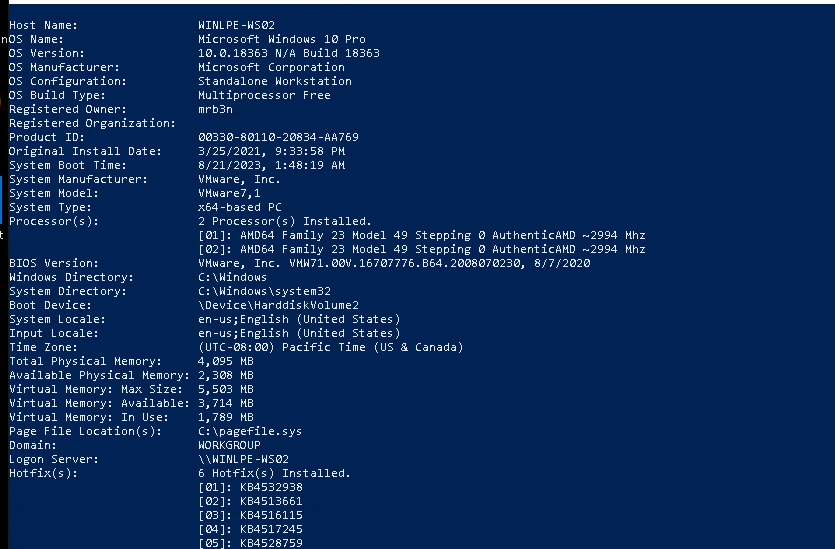 Host Name: WINLPE-WS02
OS Name: Microsoft Windows 10 Pro
OS Version: 10.0.18363 N/A Build 18363
OS Manufacturer: Microsoft Corporation
OS Configuration: Standalone Workstation
OS Build Type: Multiprocessor Free
Registered Owner: mrb3n
Registered Organization:
Product ID: 00330-80110-20834-AA769
Original Install Date: 3/25/2021, 9:33:58 PM
System Boot Time: 8/21/2023, 1:48:19 AM
System Manufacturer: VMware, Inc.
System Model: VMware7,1
System Type: x64-based PC
Processor(s): 2 Processor(s) Installed.
[01]: AMD64 Family 23 Model 49 Stepping 0 AuthenticAMD ~2994 Mhz
[02]: AMD64 Family 23 Model 49 Stepping 0 AuthenticAMD ~2994 Mhz
BIOS Version: VMware, Inc. VMW71.00V.16707776.B64.2008070230, 8/7/2020
Windows Directory: C:\Windows
System Directory: C:\Windows\system32
Boot Device: \Device\HarddiskVolume2
System Locale: en-us;English (United States)
Input Locale: en-us;English (United States)
Time Zone: (UTC-08:00) Pacific Time (US & Canada)
Total Physical Memory: 4,095 MB
Available Physical Memory: 2,308 MB
Virtual Memory: Max Size: 5,503 MB
Virtual Memory: Available: 3,714 MB
Virtual Memory: In Use: 1,789 MB
Page File Location(s): C:\pagefile.sys
Domain: WORKGROUP
Logon Server: \\WINLPE-WS02
Hotfix(s): 6 Hotfix(s) Installed.
[01]: KB4532938
[02]: KB4513661
[03]: KB4516115
[04]: KB4517245
[05]: KB4528759